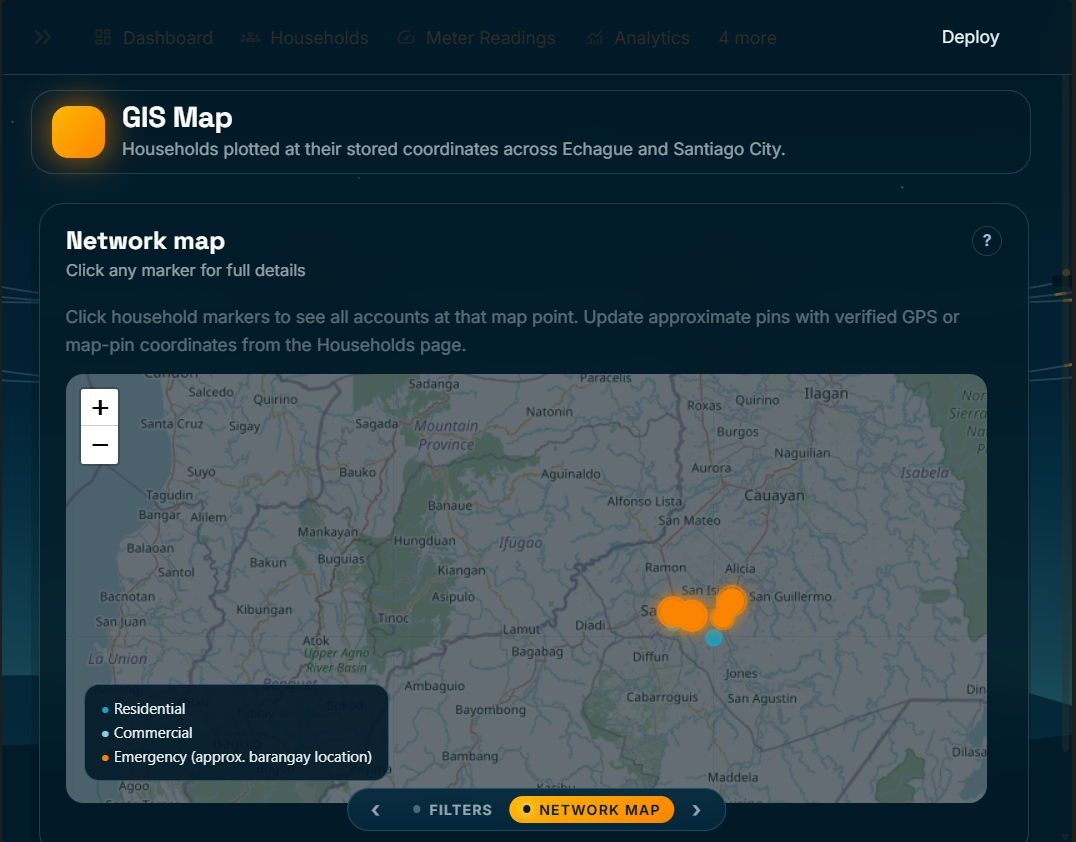 Dashboard Households Meter Readings Analytics 4 more Deploy
GIS Map
Households plotted at their stored coordinates across Echague and Santiago City.
Network map
?
Click any marker for full details
Click household markers to see all accounts at that map point. Update approximate pins with verified GPS or
map-pin coordinates from the Households page.
+
−
Candon
Sadanga
Paracelis
Salcedo
Quirino
Natonin
Roxas
Quirino
Ilagan
Santa Cruz
Sigay
Sagada
Mountain
Province
Burgos
Naguilian
Suyo
Bauko
Aguinaldo
Aurora
Isabela
Tagudin
Banaue
Alfonso Lista
Cauayan
Bangar
Alilem
San Mateo
Mankayan
Hungduan
Ifugao
Balaoan
Bakun
Buguias
Santol
Kiangan
Ramon
Alicia
Bacnotan
Kibungan
Asipulo
San Guillermo
San Juan
Tinoc
Lamut
Diadi
Atok
Upper Agno
River Basin
Bagabag
La Union
Diffun
Jones
Ambaguio
Cabarroguis
San Agustin
Bayombong
Bambang
Maddela
Agoo
Residential
Commercial
Emergency (approx. barangay location)
FILTERS
NETWORK MAP